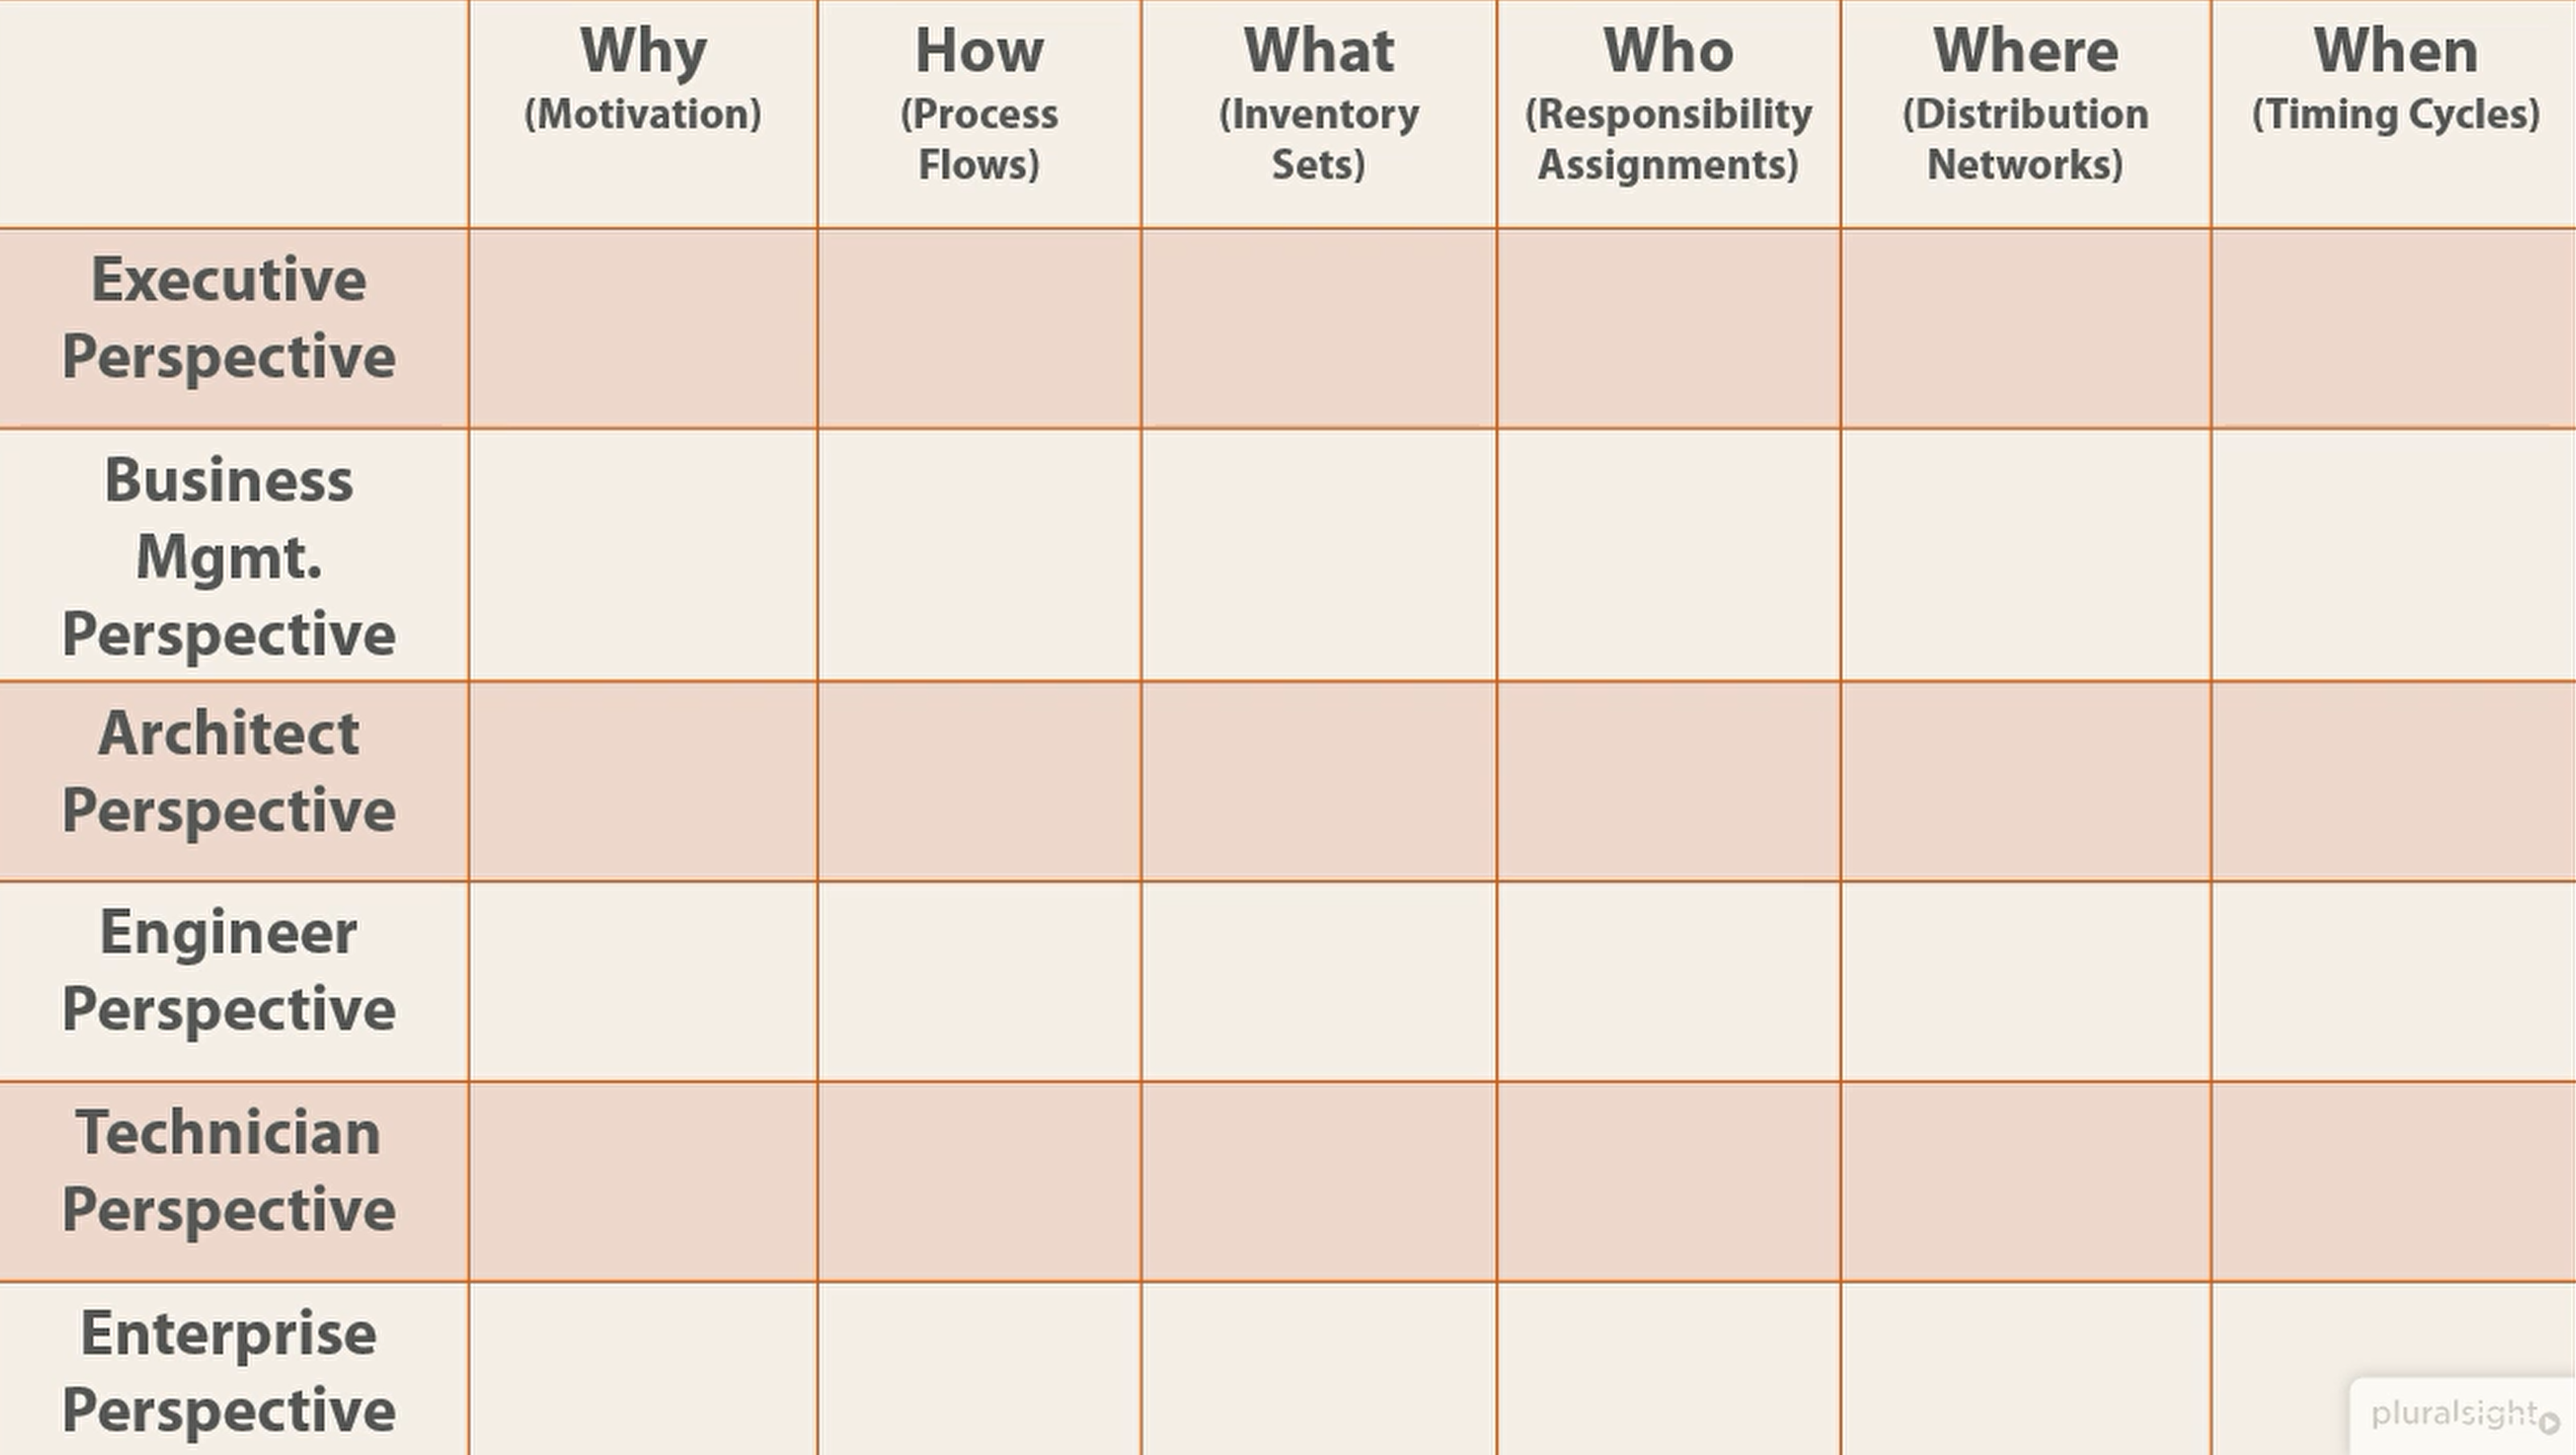 Why
(Motivation)
How
(Process
Flows)
What
(Inventory
Sets)
Who
(Responsibility
Assignments)
Where
(Distribution
Networks)
When
(Timing Cycles)
Executive
Perspective
Business
Mgmt.
Perspective
Architect
Perspective
Engineer
Perspective
Technician
Perspective
Enterprise
Perspective
pluralsight